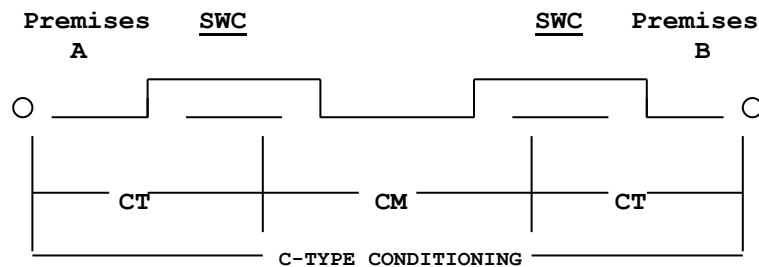 Premises SWC SWC Premises
A B
CT CM CT
C-TYPE CONDITIONING